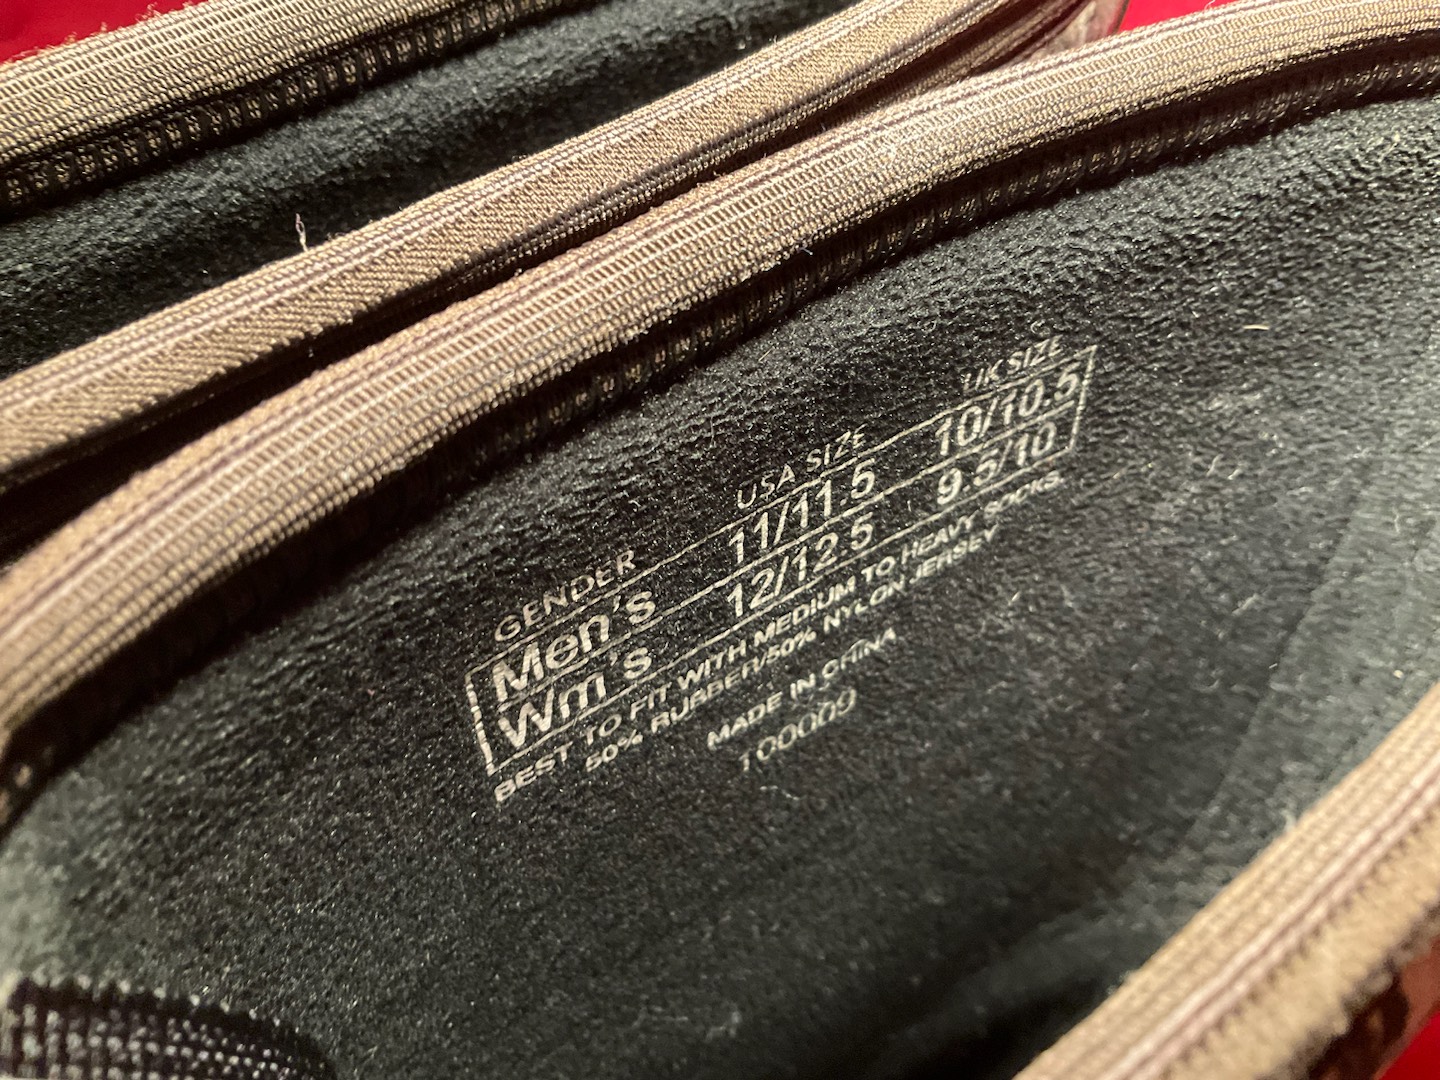 GENDER USA SIZE UK SIZE
Men's 11/11.5 10/10.5
Wm's 12/12.5 9.5/10
BEST TO FIT WITH MEDIUM TO HEAVY SOCKS.
50% RUBBER/50% NYLON JERSEY
MADE IN CHINA
100009